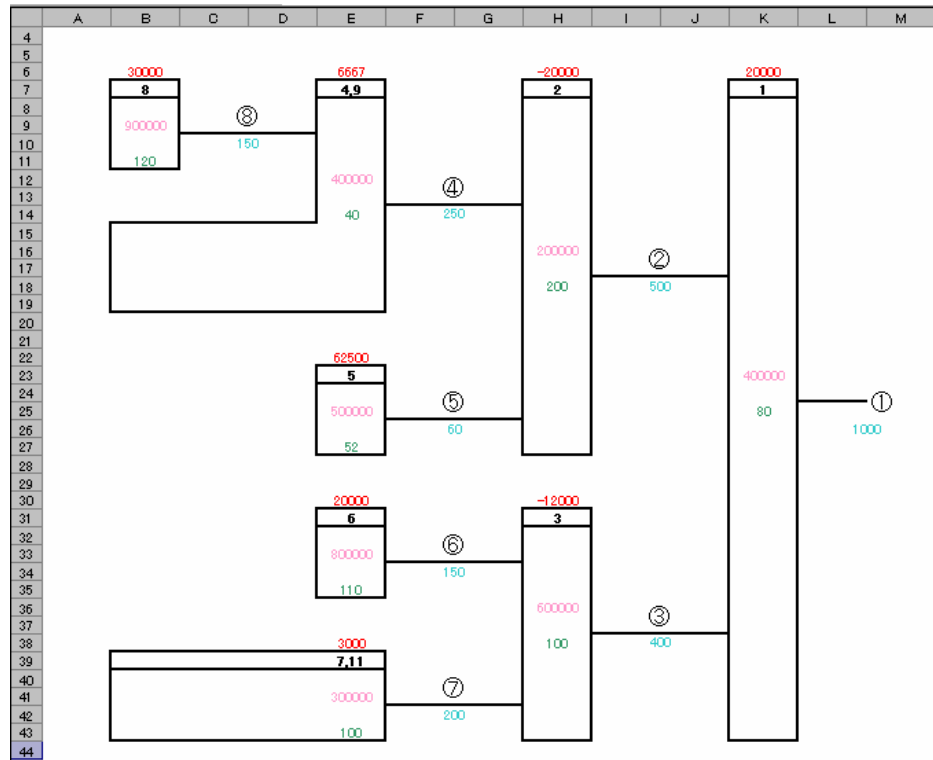 A B C D E F G H I J K L M
4
5
6 30000 6667 -20000 20000
7 8 4,9 2 1
8 ⑧
9 900000
10 150
11 120
12 400000
13 ④
14 40 250
15
16 200000 ②
17
18 200 500
19
20
21
22 62500
23 5 400000
24 ⑤ ①
25 500000 80
26 60 1000
27 52
28
29
30 20000 -12000
31 6 3
32 ⑥
33 800000
34 150
35 110
36 600000 ③
37
38 3000 100 400
39 7,11
40 ⑦
41 300000
42 200
43 100
44